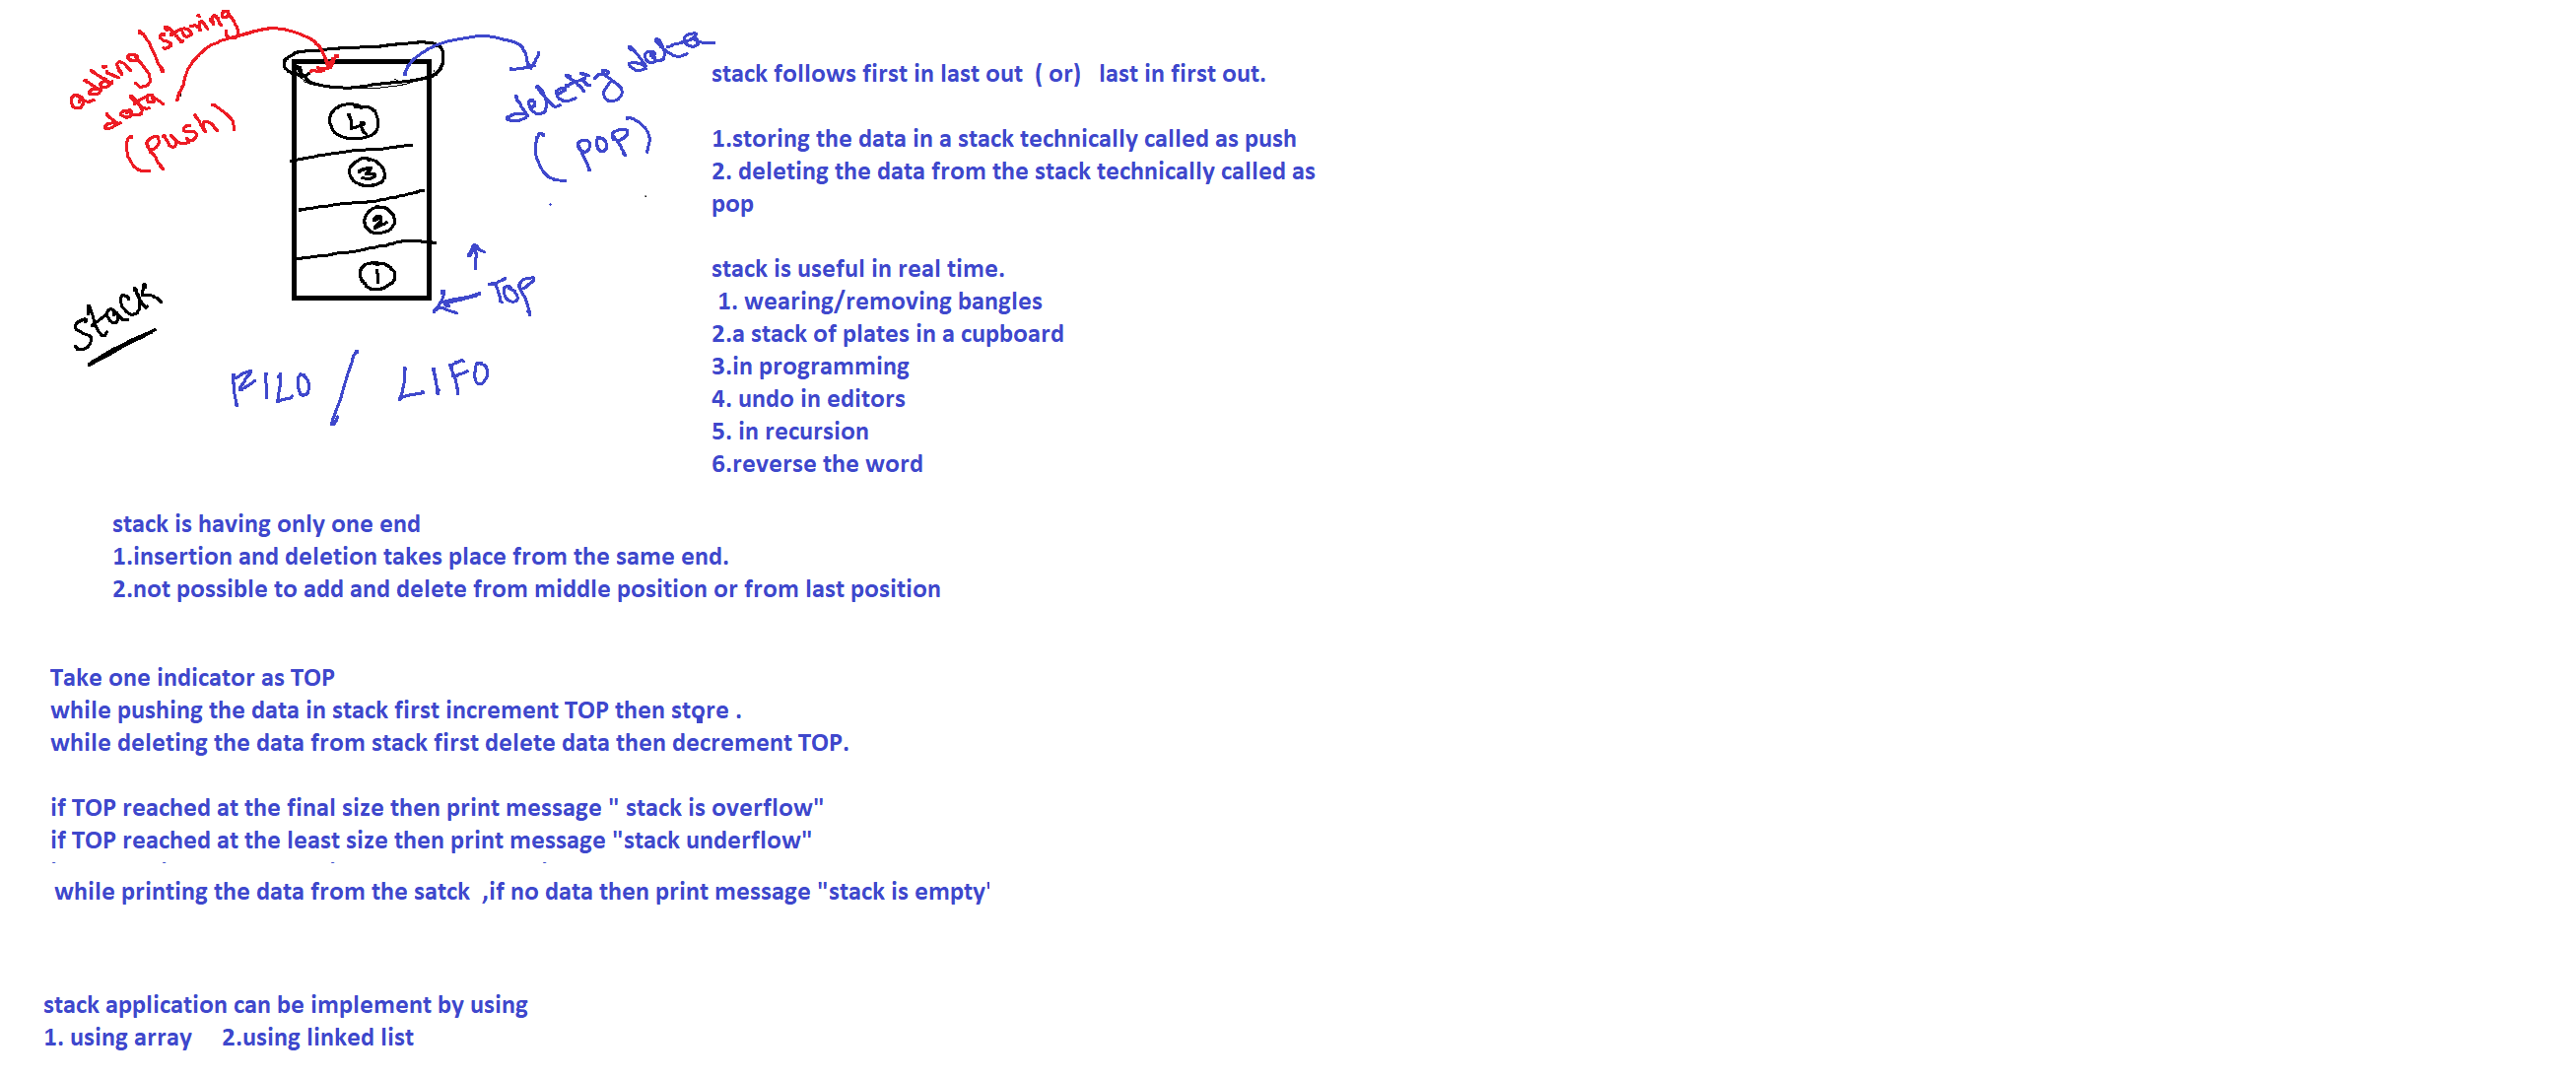 adding/storing
data
(push)
deleting data
(pop)
4
3
2
1
TOP
stack
FILO / LIFO
stack follows first in last out ( or) last in first out.
1.storing the data in a stack technically called as push
2. deleting the data from the stack technically called as
pop
stack is useful in real time.
1. wearing/removing bangles
2.a stack of plates in a cupboard
3.in programming
4. undo in editors
5. in recursion
6.reverse the word
stack is having only one end
1.insertion and deletion takes place from the same end.
2.not possible to add and delete from middle position or from last position
Take one indicator as TOP
while pushing the data in stack first increment TOP then store .
while deleting the data from stack first delete data then decrement TOP.
if TOP reached at the final size then print message " stack is overflow"
if TOP reached at the least size then print message "stack underflow"
while printing the data from the satck ,if no data then print message "stack is empty'
stack application can be implement by using
1. using array 2.using linked list